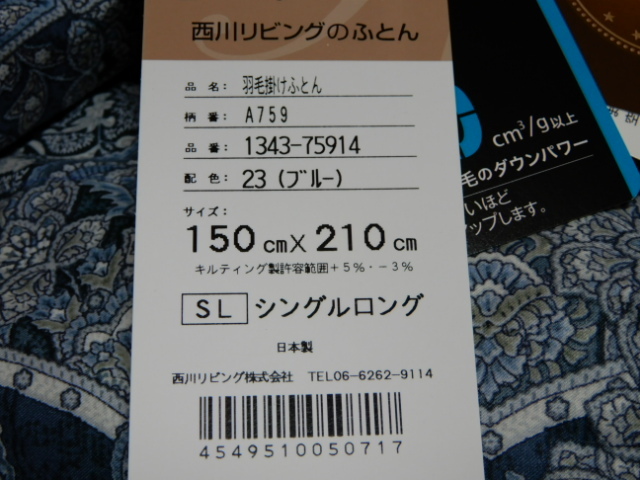 西川リビングのふとん
品 名: 羽毛掛けふとん
柄 番: A759
品 番: 1343-75914
配 色: 23 (ブルー)
サイズ:
150cm×210cm
キルティング製許容範囲+5%・-3%
SL シングルロング
日本製
西川リビング株式会社 TEL06-6262-9114
4549510050717
cm³/g以上
毛のダウンパワー
いほど
ップします。